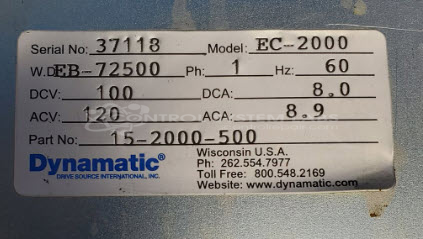 Serial No: 37118 Model: EC-2000
W.D EB-72500 Ph: 1 Hz: 60
DCV: 100 DCA: 8.0
ACV: 120 ACA: 8.9
Part No: 15-2000-500
Dynamatic®
DRIVE SOURCE INTERNATIONAL, INC.
Wisconsin U.S.A.
Ph: 262.554.7977
Toll Free: 800.548.2169
Website: www.dynamatic.com